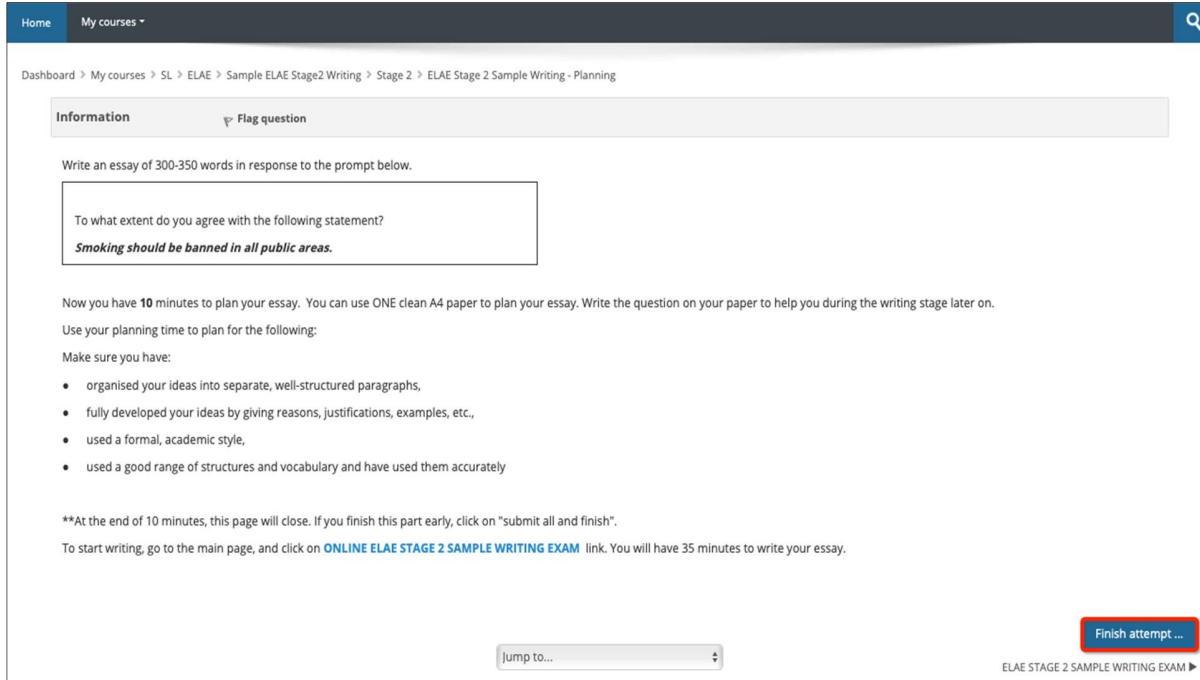 Home My courses
Dashboard > My courses > SL > ELAE > Sample ELAE Stage2 Writing > Stage 2 > ELAE Stage 2 Sample Writing - Planning
Information Flag question
Write an essay of 300-350 words in response to the prompt below.
To what extent do you agree with the following statement?
Smoking should be banned in all public areas.
Now you have 10 minutes to plan your essay. You can use ONE clean A4 paper to plan your essay. Write the question on your paper to help you during the writing stage later on.
Use your planning time to plan for the following:
Make sure you have:
• organised your ideas into separate, well-structured paragraphs,
• fully developed your ideas by giving reasons, justifications, examples, etc.,
• used a formal, academic style,
• used a good range of structures and vocabulary and have used them accurately
**At the end of 10 minutes, this page will close. If you finish this part early, click on "submit all and finish".
To start writing, go to the main page, and click on ONLINE ELAE STAGE 2 SAMPLE WRITING EXAM link. You will have 35 minutes to write your essay.
Finish attempt ...
Jump to...
ELAE STAGE 2 SAMPLE WRITING EXAM ▶